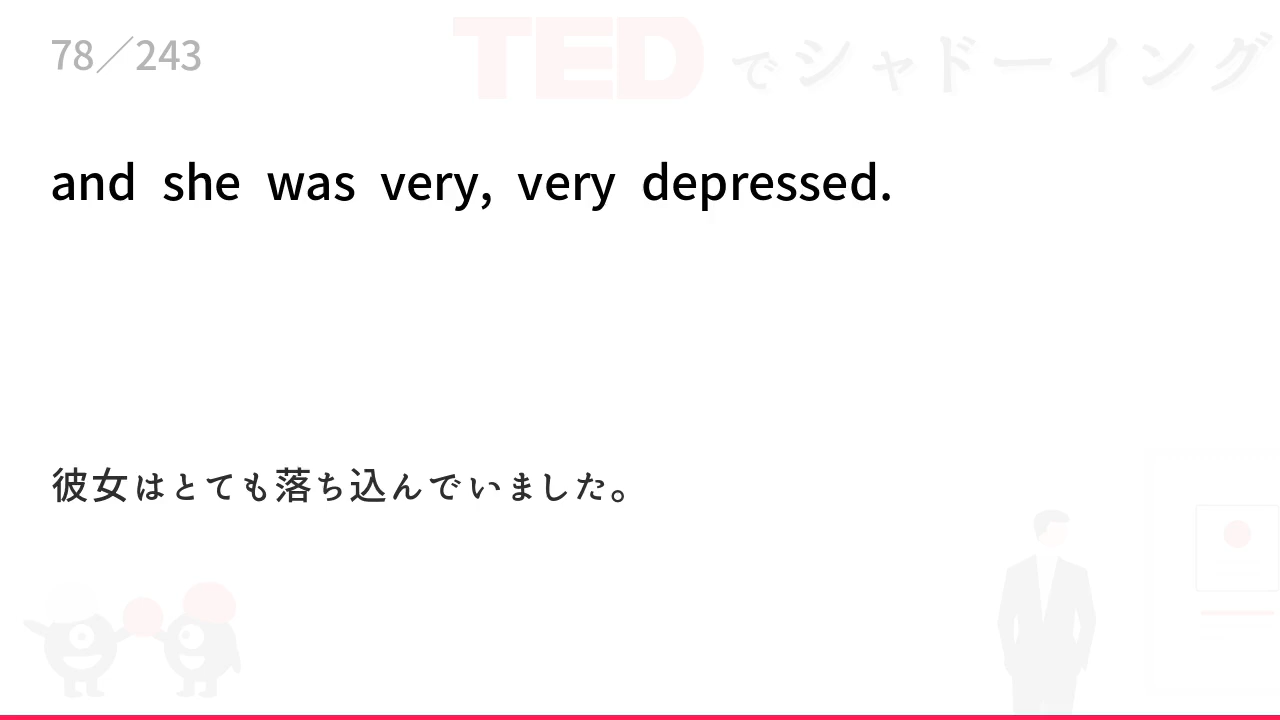 78／243
TEDでシャドーイング
and she was very, very depressed.
彼女はとても落ち込んでいました。